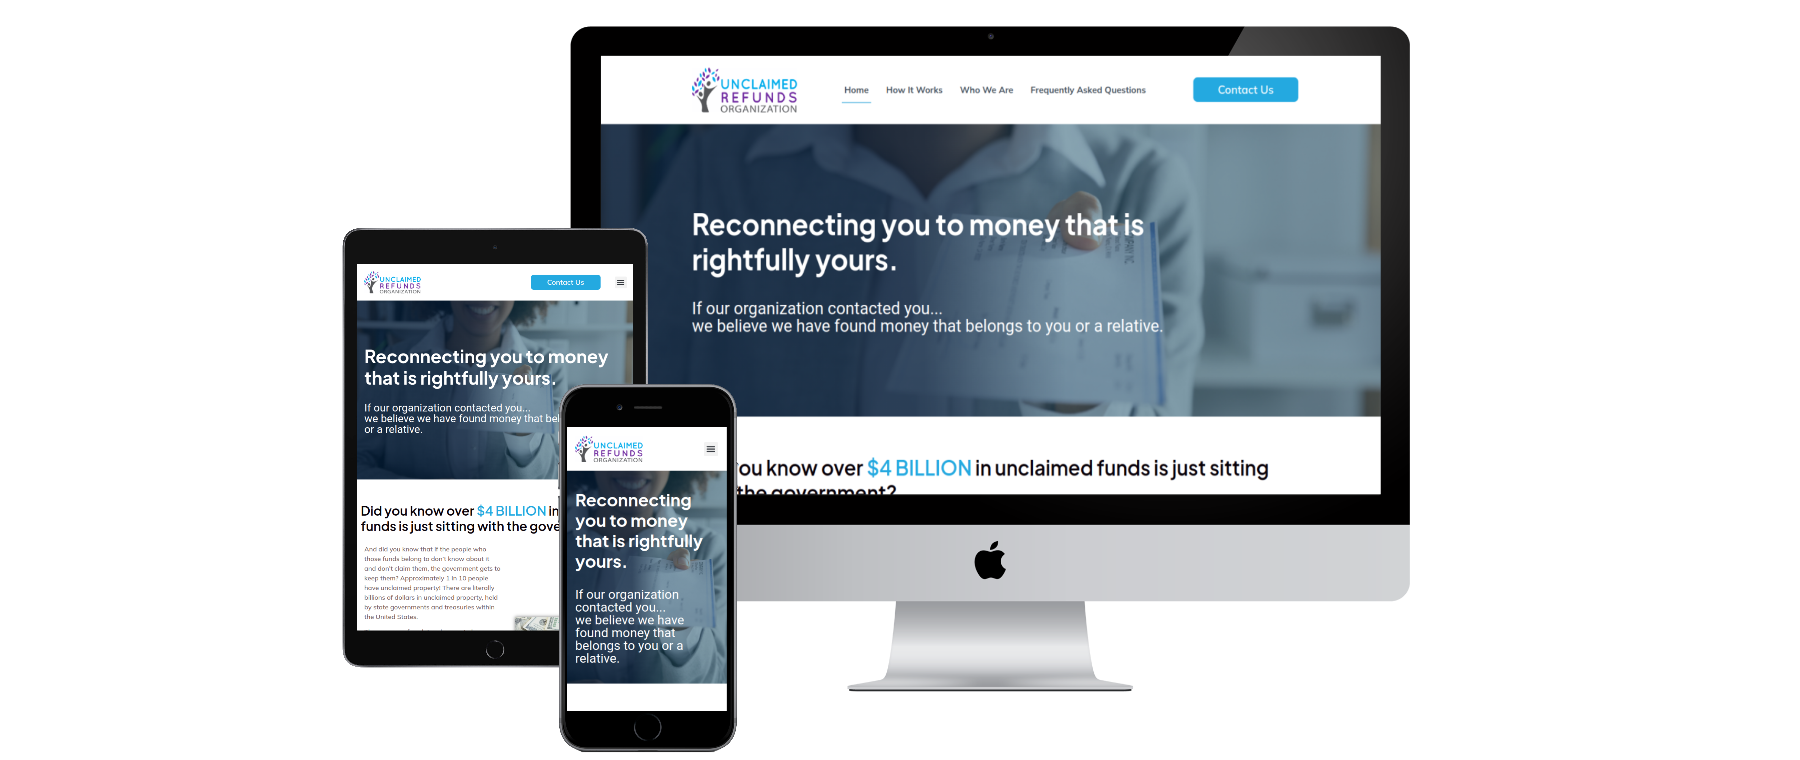 UNCLAIMED
REFUNDS
ORGANIZATION
Home
How It Works
Who We Are
Frequently Asked Questions
Contact Us
Reconnecting you to money that is
rightfully yours.
If our organization contacted you...
we believe we have found money that belongs to you or a relative.
ou know over $4 BILLION in unclaimed funds is just sitting
the government?
UNCLAIMED
REFUNDS
ORGANIZATION
Contact Us
Reconnecting you to money
that is rightfully yours.
If our organization contacted you...
we believe we have found money that bel
or a relative.
Did you know over $4 BILLION in
funds is just sitting with the gove
And did you know that if the people who
those funds belong to don't know about it
and don't claim them, the government gets to
keep them? Approximately 1 in 10 people
have unclaimed property! There are literally
billions of dollars in unclaimed property, held
by state governments and treasuries within
the United States.
UNCLAIMED
REFUNDS
ORGANIZATION
Reconnecting
you to money
that is rightfully
yours.
If our organization
contacted you...
we believe we have
found money that
belongs to you or a
relative.